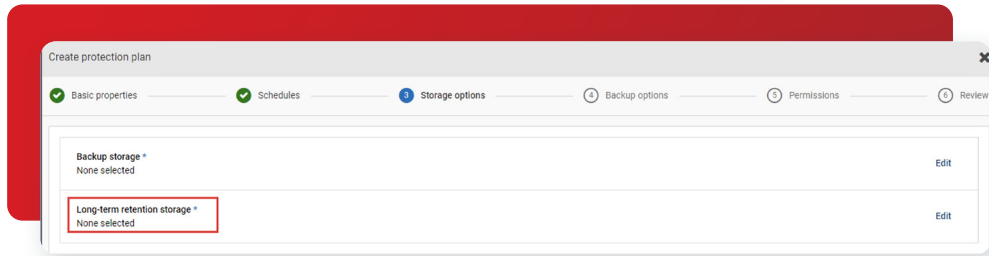 Create protection plan
Basic properties
Schedules
3 Storage options
4 Backup options
5 Permissions
6 Review
Backup storage *
None selected
Edit
Long-term retention storage *
None selected
Edit